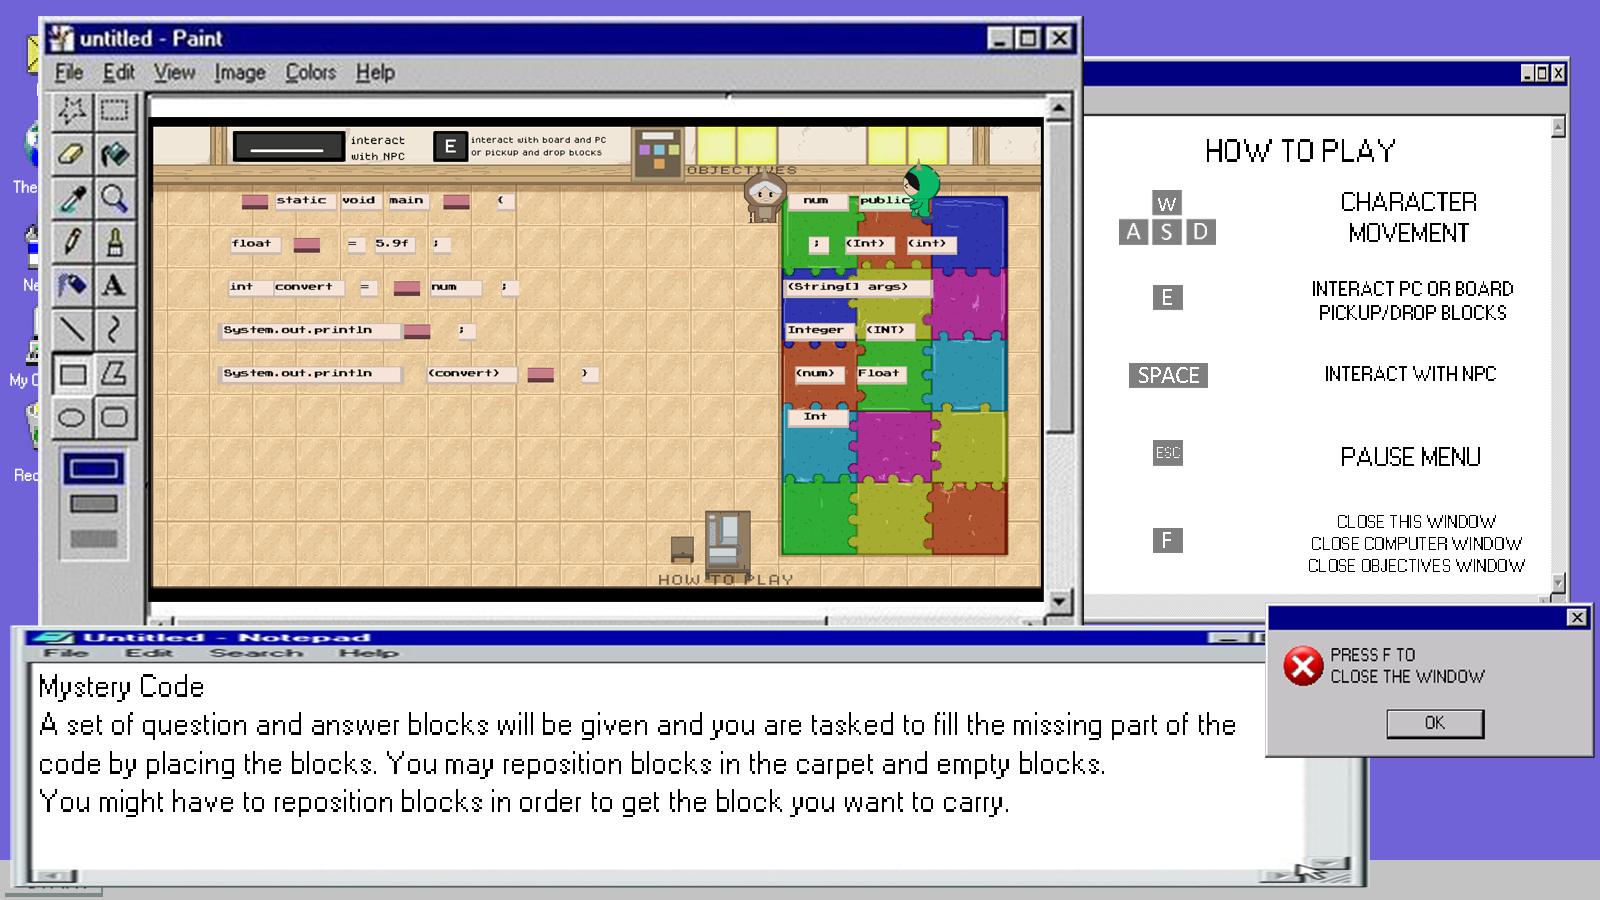 untitled - Paint
File Edit View Image Colors Help
interact
with NPC
E
interact with board and PC
or pickup and drop blocks
OBJECTIVES
static void main (
float = 5.9f ;
int convert = num ;
System.out.println ;
System.out.println (convert) )
num public
; (Int) (int)
(String[] args)
Integer (INT)
(num) Float
Int
HOW TO PLAY
HOW TO PLAY
W
A S D
CHARACTER
MOVEMENT
E
INTERACT PC OR BOARD
PICKUP/DROP BLOCKS
SPACE
INTERACT WITH NPC
ESC
PAUSE MENU
F
CLOSE THIS WINDOW
CLOSE COMPUTER WINDOW
CLOSE OBJECTIVES WINDOW
PRESS F TO
CLOSE THE WINDOW
OK
Untitled - Notepad
File Edit Search Help
Mystery Code
A set of question and answer blocks will be given and you are tasked to fill the missing part of the
code by placing the blocks. You may reposition blocks in the carpet and empty blocks.
You might have to reposition blocks in order to get the block you want to carry.
The
Ne
My C
Rec